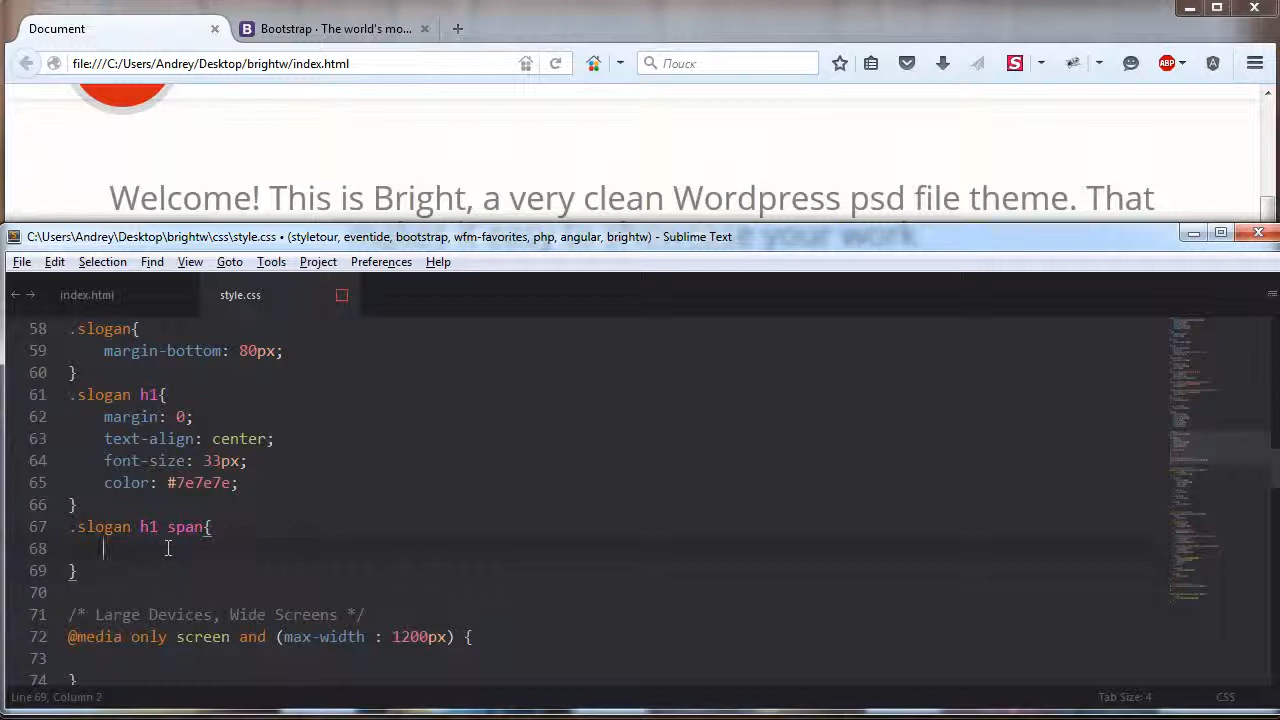 Document
Bootstrap · The world's mo...
file:///C:/Users/Andrey/Desktop/brightw/index.html
Поиск
S
ABP
Welcome! This is Bright, a very clean Wordpress psd file theme. That
e your work
C:\Users\Andrey\Desktop\brightw\css\style.css • (styletour, eventide, bootstrap, wfm-favorites, php, angular, brightw) - Sublime Text
File Edit Selection Find View Goto Tools Project Preferences Help
index.html
style.css
58 .slogan{
59 margin-bottom: 80px;
60 }
61 .slogan h1{
62 margin: 0;
63 text-align: center;
64 font-size: 33px;
65 color: #7e7e7e;
66 }
67 .slogan h1 span{
68
69 }
70
71 /* Large Devices, Wide Screens */
72 @media only screen and (max-width : 1200px) {
73
74 }
Line 69, Column 2
Tab Size: 4
CSS